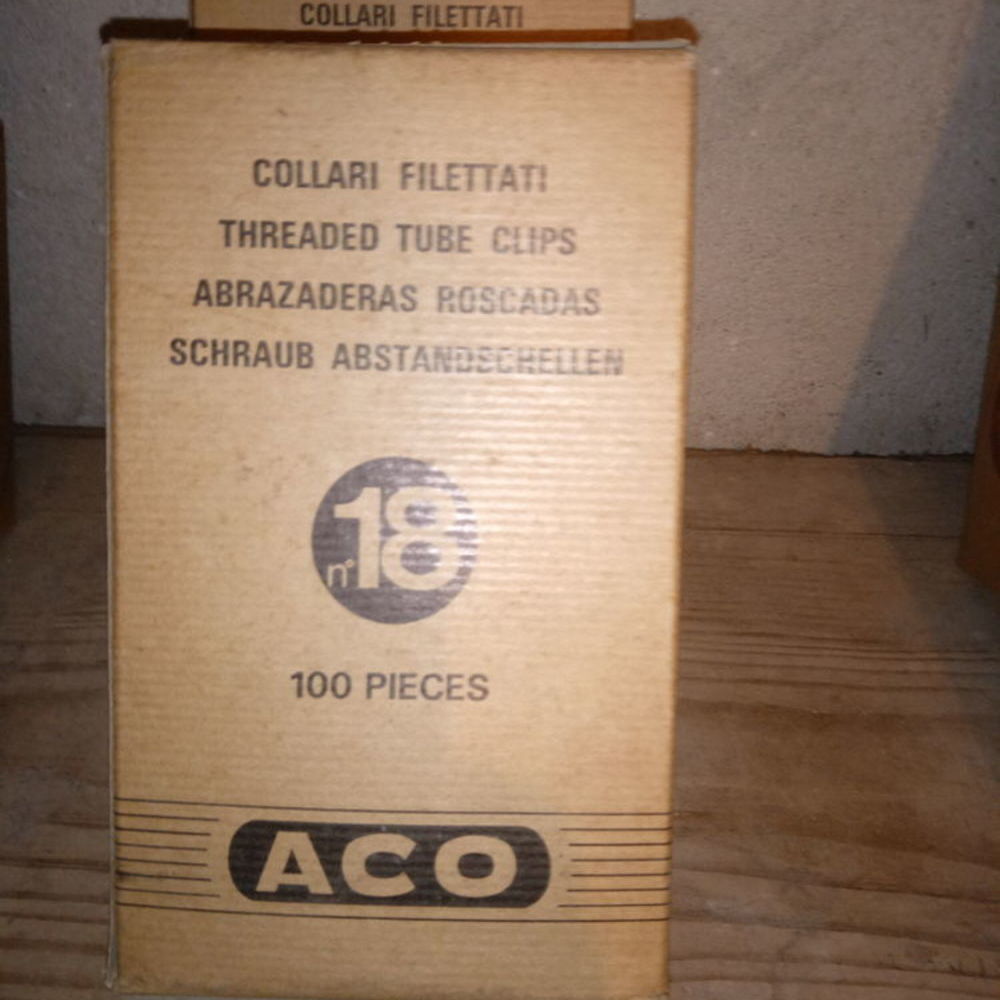 COLLARI FILETTATI
COLLARI FILETTATI
THREADED TUBE CLIPS
ABRAZADERAS ROSCADAS
SCHRAUB ABSTANDSCHELLEN
n° 18
100 PIECES
ACO